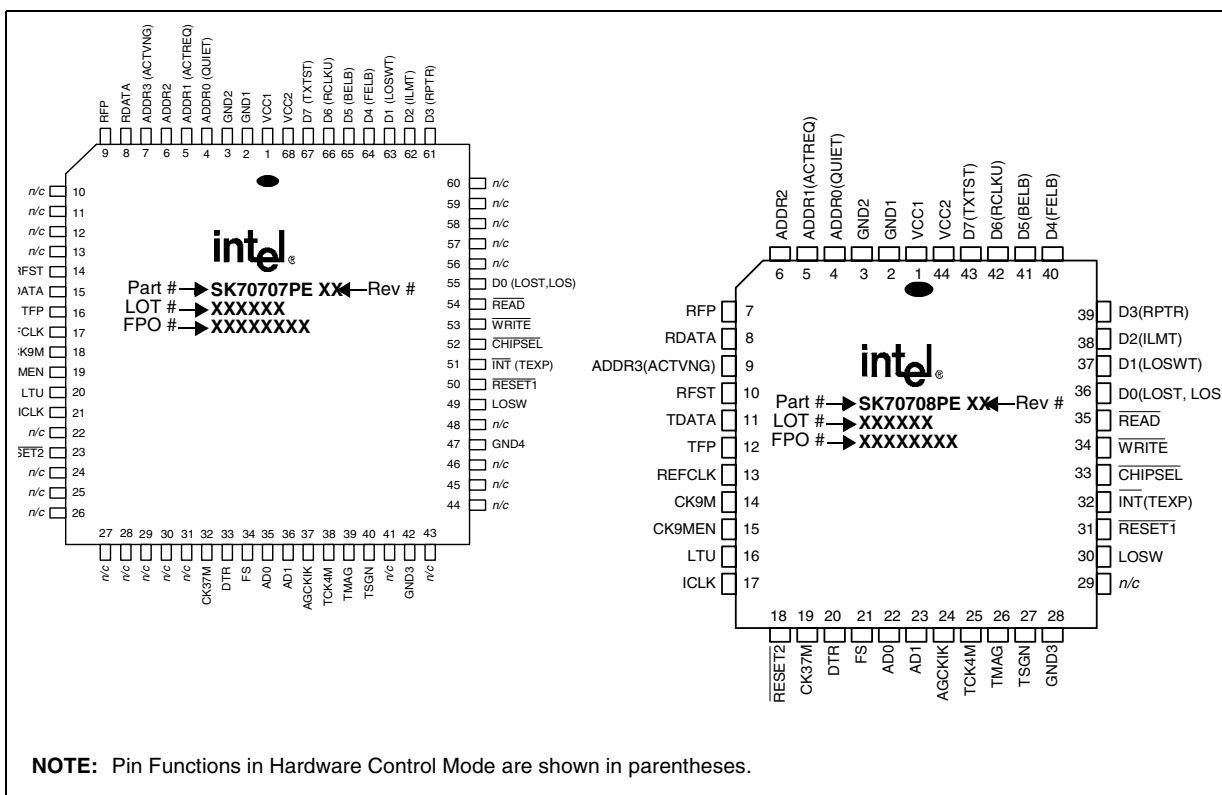 RFP
RDATA
ADDR3 (ACTVNG)
ADDR2
ADDR1 (ACTREQ)
ADDR0 (QUIET)
GND2
GND1
VCC1
VCC2
D7 (TXTST)
D6 (RCLKU)
D5 (BELB)
D4 (FELB)
D1 (LOSWT)
D2 (ILMT)
D3 (RPTR)
9 8 7 6 5 4 3 2 1 68 67 66 65 64 63 62 61
n/c 10
n/c 11
n/c 12
n/c 13
RFST 14
DATA 15
TFP 16
FCLK 17
CK9M 18
MEN 19
LTU 20
ICLK 21
n/c 22
SET2 23
n/c 24
n/c 25
n/c 26
intel®
Part # SK70707PE XX Rev #
LOT # XXXXXX
FPO # XXXXXXXX
60 n/c
59 n/c
58 n/c
57 n/c
56 n/c
55 D0 (LOST,LOS)
54 READ
53 WRITE
52 CHIPSEL
51 INT (TEXP)
50 RESET1
49 LOSW
48 n/c
47 GND4
46 n/c
45 n/c
44 n/c
27 28 29 30 31 32 33 34 35 36 37 38 39 40 41 42 43
n/c
n/c
n/c
n/c
n/c
CK37M
DTR
FS
AD0
AD1
AGCKIK
TCK4M
TMAG
TSGN
n/c
GND3
n/c
ADDR2
ADDR1(ACTREQ)
ADDR0(QUIET)
GND2
GND1
VCC1
VCC2
D7(TXTST)
D6(RCLKU)
D5(BELB)
D4(FELB)
6 5 4 3 2 1 44 43 42 41 40
RFP 7
RDATA 8
ADDR3(ACTVNG) 9
RFST 10
TDATA 11
TFP 12
REFCLK 13
CK9M 14
CK9MEN 15
LTU 16
ICLK 17
intel®
Part # SK70708PE XX Rev #
LOT # XXXXXX
FPO # XXXXXXXX
39 D3(RPTR)
38 D2(ILMT)
37 D1(LOSWT)
36 D0(LOST, LOS
35 READ
34 WRITE
33 CHIPSEL
32 INT(TEXP)
31 RESET1
30 LOSW
29 n/c
18 19 20 21 22 23 24 25 26 27 28
RESET2
CK37M
DTR
FS
AD0
AD1
AGCKIK
TCK4M
TMAG
TSGN
GND3
NOTE: Pin Functions in Hardware Control Mode are shown in parentheses.